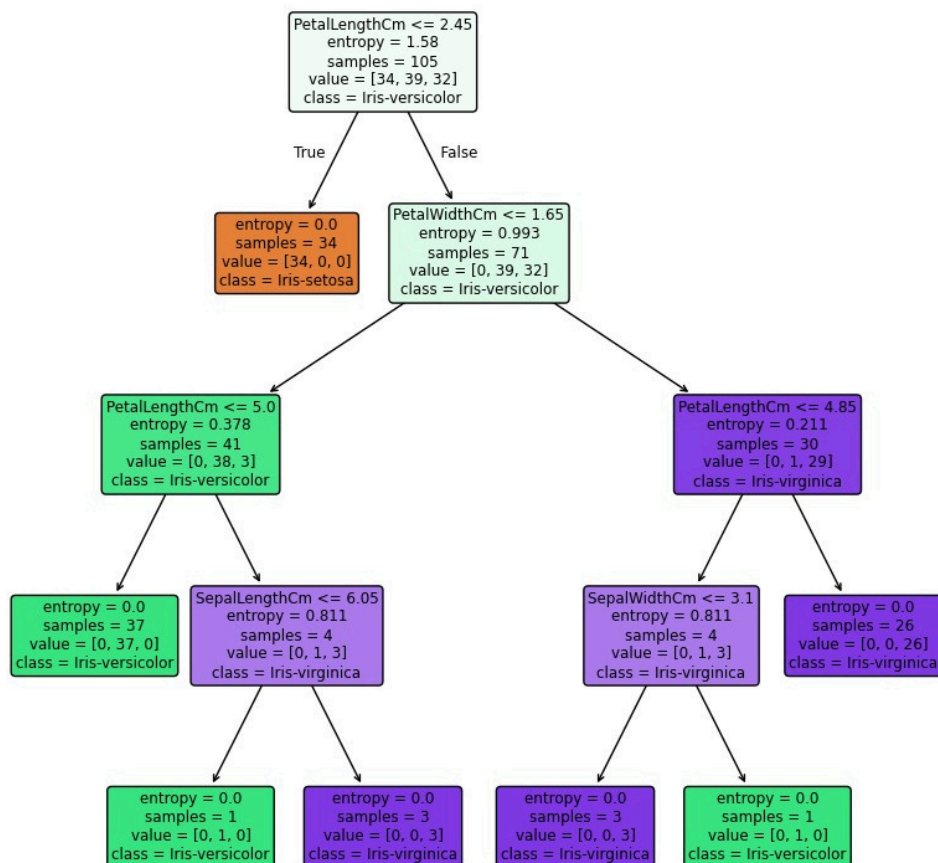 PetalLengthCm <= 2.45
entropy = 1.58
samples = 105
value = [34, 39, 32]
class = Iris-versicolor
True
False
entropy = 0.0
samples = 34
value = [34, 0, 0]
class = Iris-setosa
PetalWidthCm <= 1.65
entropy = 0.993
samples = 71
value = [0, 39, 32]
class = Iris-versicolor
PetalLengthCm <= 5.0
entropy = 0.378
samples = 41
value = [0, 38, 3]
class = Iris-versicolor
PetalLengthCm <= 4.85
entropy = 0.211
samples = 30
value = [0, 1, 29]
class = Iris-virginica
entropy = 0.0
samples = 37
value = [0, 37, 0]
class = Iris-versicolor
SepalLengthCm <= 6.05
entropy = 0.811
samples = 4
value = [0, 1, 3]
class = Iris-virginica
SepalWidthCm <= 3.1
entropy = 0.811
samples = 4
value = [0, 1, 3]
class = Iris-virginica
entropy = 0.0
samples = 26
value = [0, 0, 26]
class = Iris-virginica
entropy = 0.0
samples = 1
value = [0, 1, 0]
class = Iris-versicolor
entropy = 0.0
samples = 3
value = [0, 0, 3]
class = Iris-virginica
entropy = 0.0
samples = 3
value = [0, 0, 3]
class = Iris-virginica
entropy = 0.0
samples = 1
value = [0, 1, 0]
class = Iris-versicolor